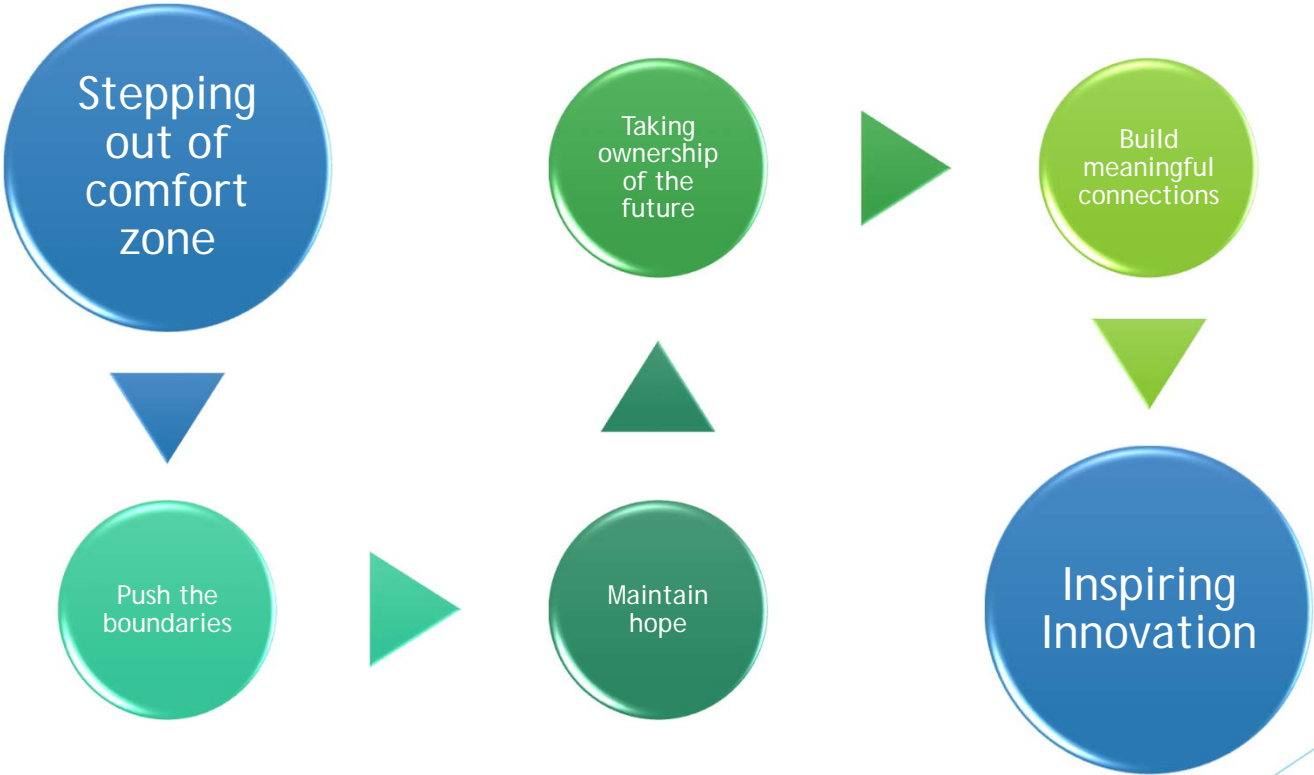 Stepping
out of
comfort
zone
Push the
boundaries
Maintain
hope
Taking
ownership
of the
future
Build
meaningful
connections
Inspiring
Innovation